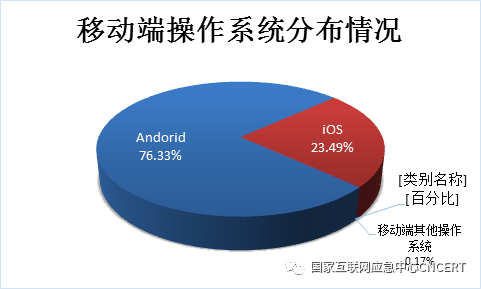 移动端操作系统分布情况
Andorid
76.33%
iOS
23.49%
[类别名称]
[百分比]
移动端其他操作
系统
0.17%
国家互联网应急中心CNCERT